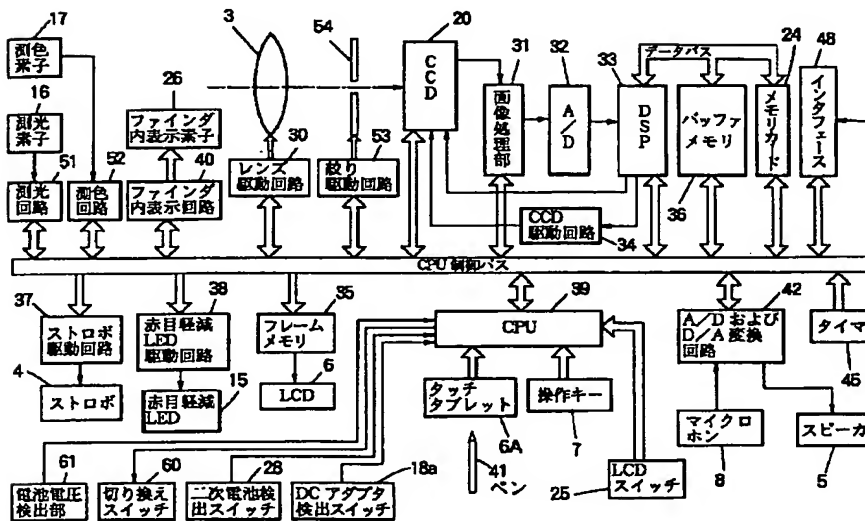 17
測色
素子
16
測光
素子
51
測光
回路
52
測色
回路
26
ファインダ
内表示素子
40
ファインダ
内表示回路
3
30
レンズ
駆動回路
54
53
絞り
駆動回路
20
CCD
31
画像処理部
32
A/D
33
DSP
データバス
バッファ
メモリ
36
24
メモリカード
48
インタフェース
CCD
駆動回路
34
CPU制御バス
37
ストロボ
駆動回路
4
ストロボ
38
赤目軽減
LED
駆動回路
15
赤目軽減
LED
35
フレーム
メモリ
6
LCD
39
CPU
タッチ
タブレット
6A
41
ペン
操作キー
7
42
A/Dおよび
D/A変換
回路
マイクロ
ホン
8
タイマ
45
スピーカ
5
61
電池電圧
検出部
60
切り換え
スイッチ
28
二次電池検
出スイッチ
18a
DCアダプタ
検出スイッチ
25
LCD
スイッチ